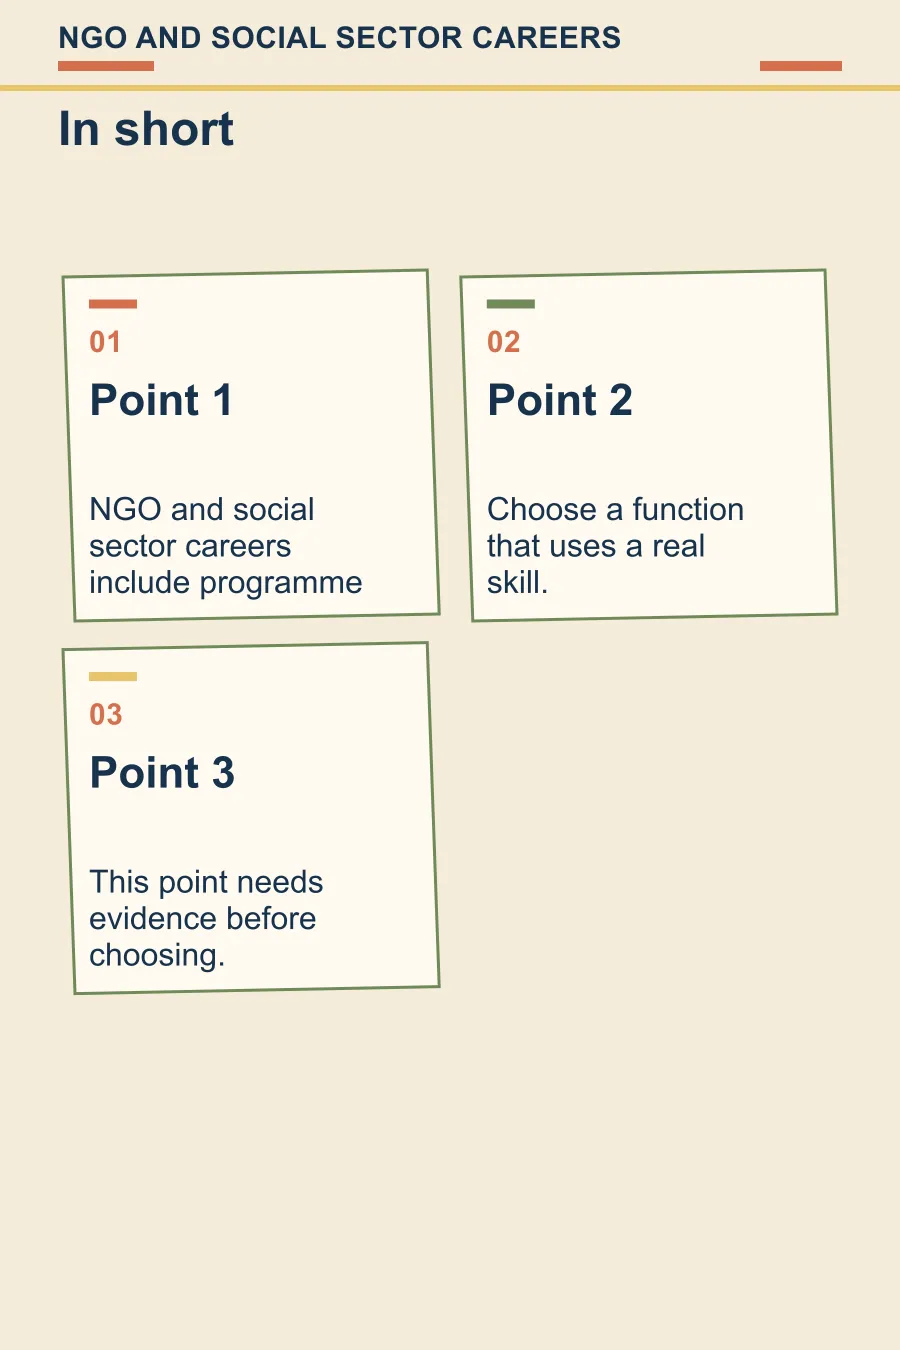 NGO AND SOCIAL SECTOR CAREERS
In short
01
Point 1
NGO and social
sector careers
include programme
02
Point 2
Choose a function
that uses a real
skill.
03
Point 3
This point needs
evidence before
choosing.